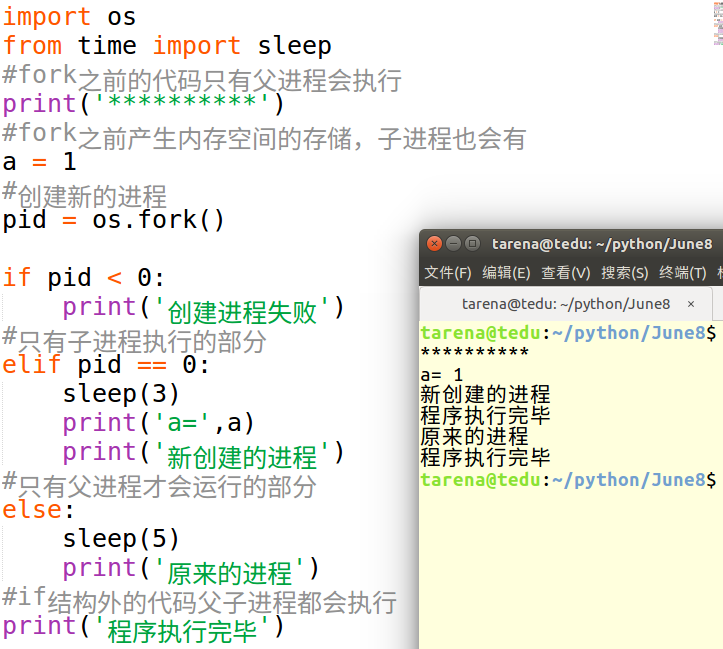 import os
from time import sleep
#fork之前的代码只有父进程会执行
print('**********')
#fork之前产生内存空间的存储，子进程也会有
a = 1
#创建新的进程
pid = os.fork()
if pid < 0:
    print('创建进程失败')
#只有子进程执行的部分
elif pid == 0:
    sleep(3)
    print('a=',a)
    print('新创建的进程')
#只有父进程才会运行的部分
else:
    sleep(5)
    print('原来的进程')
#if结构外的代码父子进程都会执行
print('程序执行完毕')
tarena@tedu: ~/python/June8
文件(F) 编辑(E) 查看(V) 搜索(S) 终端(T)
tarena@tedu: ~/python/June8 ×
tarena@tedu:~/python/June8$
**********
a= 1
新创建的进程
程序执行完毕
原来的进程
程序执行完毕
tarena@tedu:~/python/June8$